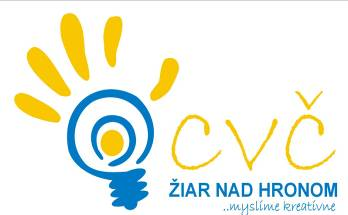 CVČ
ŽIAR NAD HRONOM
..myslíme kreatívne